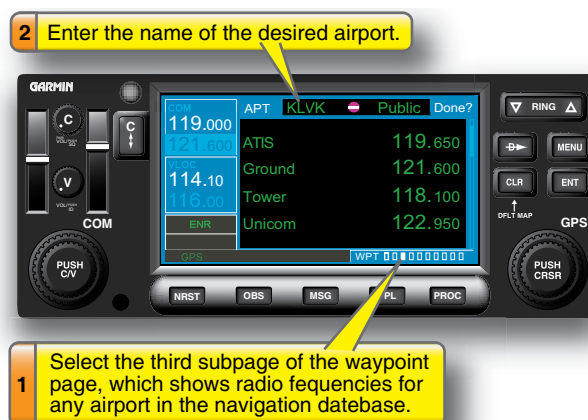 2 Enter the name of the desired airport.
GARMIN
C
C
V
COM
119.000
121.600
VLOC
114.10
116.00
ENR
GPS
APT KLVK Public Done?
ATIS 119.650
Ground 121.600
Tower 118.100
Unicom 122.950
WPT
RING
D
MENU
CLR
ENT
DFLT MAP
COM
GPS
PUSH
C/V
PUSH
CRSR
NRST
OBS
MSG
PL
PROC
1 Select the third subpage of the waypoint
page, which shows radio fequencies for
any airport in the navigation datebase.